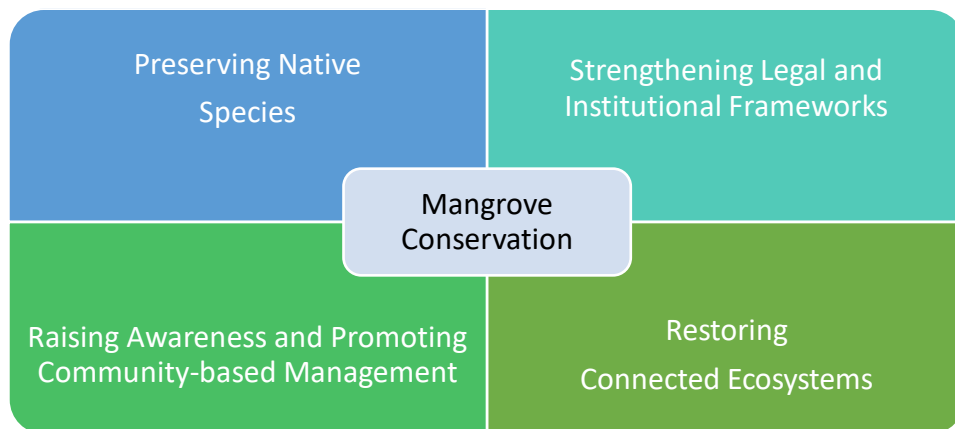 Preserving Native
Species
Strengthening Legal and
Institutional Frameworks
Mangrove
Conservation
Raising Awareness and Promoting
Community-based Management
Restoring
Connected Ecosystems